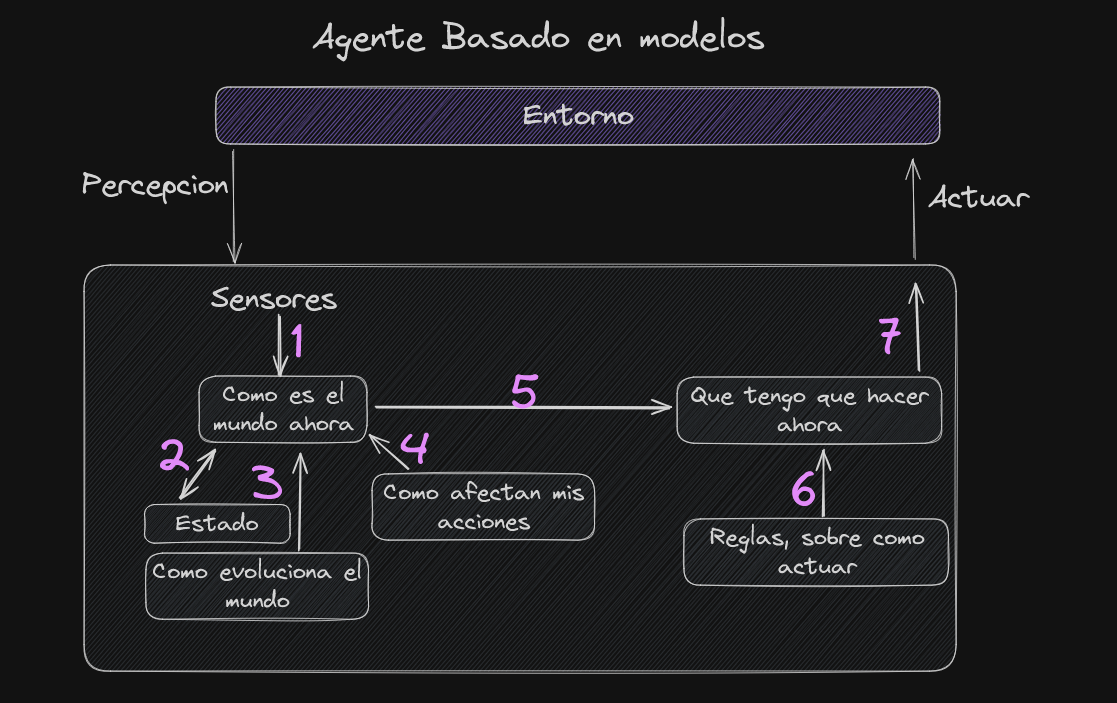 Agente Basado en modelos
Entorno
Percepcion
Actuar
Sensores
1
7
Como es el
mundo ahora
5
Que tengo que hacer
ahora
2
3
4
6
Estado
Como afectan mis
acciones
Reglas, sobre como
actuar
Como evoluciona el
mundo